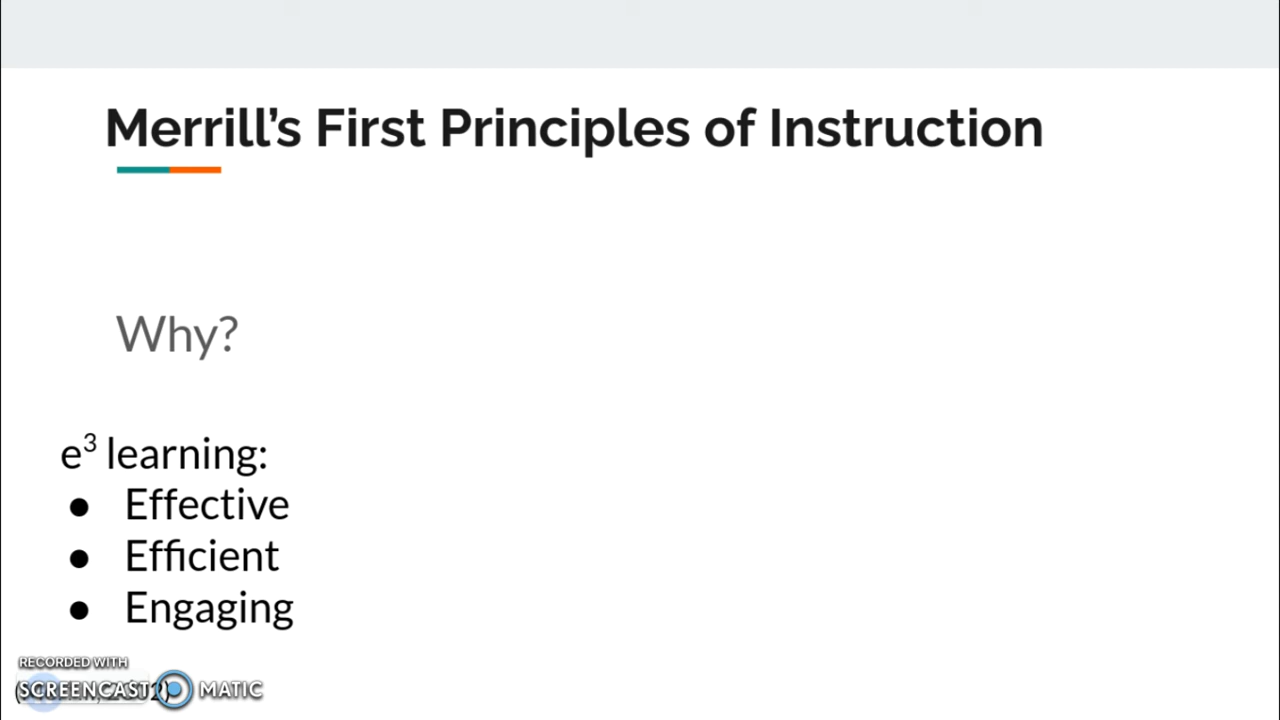 Merrill’s First Principles of Instruction
Why?
e³ learning:
● Effective
● Efficient
● Engaging
RECORDED WITH
SCREENCAST MATIC